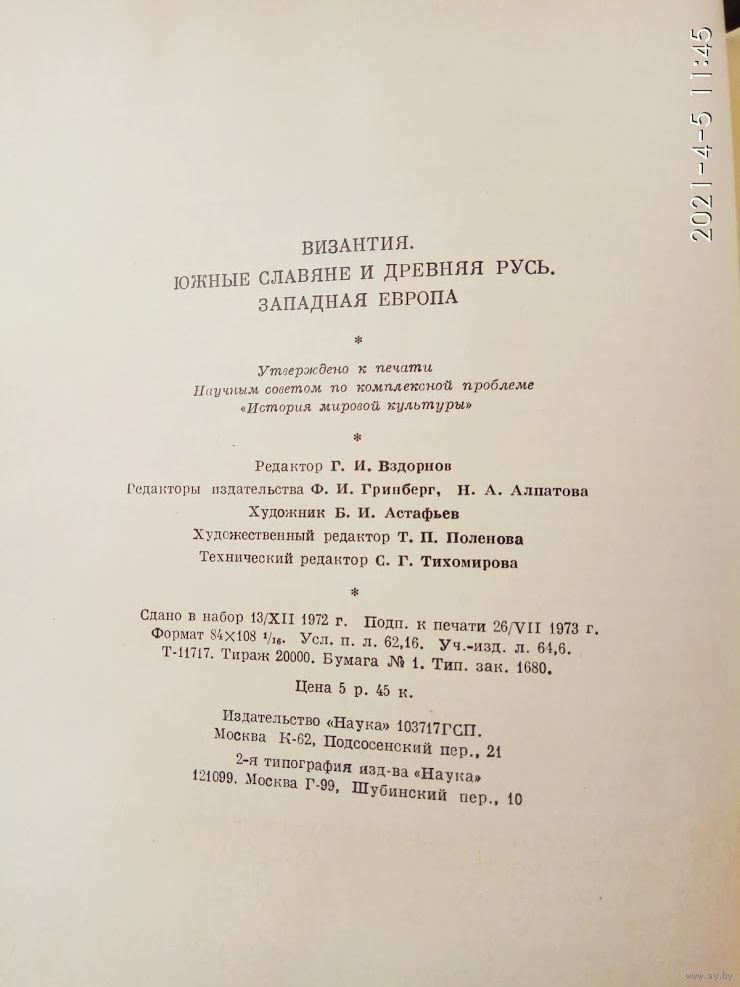 2021-4-5 11:45
ВИЗАНТИЯ.
ЮЖНЫЕ СЛАВЯНЕ И ДРЕВНЯЯ РУСЬ.
ЗАПАДНАЯ ЕВРОПА
*
Утверждено к печати
Научным советом по комплексной проблеме
«История мировой культуры»
*
Редактор Г. И. Вздорнов
Редакторы издательства Ф. И. Гринберг, Н. А. Алпатова
Художник Б. И. Астафьев
Художественный редактор Т. П. Поленова
Технический редактор С. Г. Тихомирова
*
Сдано в набор 13/XII 1972 г. Подп. к печати 26/VII 1973 г.
Формат 84×108 1/16. Усл. п. л. 62,16. Уч.-изд. л. 64,6.
Т-11717. Тираж 20000. Бумага № 1. Тип. зак. 1680.
Цена 5 р. 45 к.
Издательство «Наука» 103717ГСП.
Москва К-62, Подсосенский пер., 21
2-я типография изд-ва «Наука»
121099. Москва Г-99, Шубинский пер., 10
www.ay.by